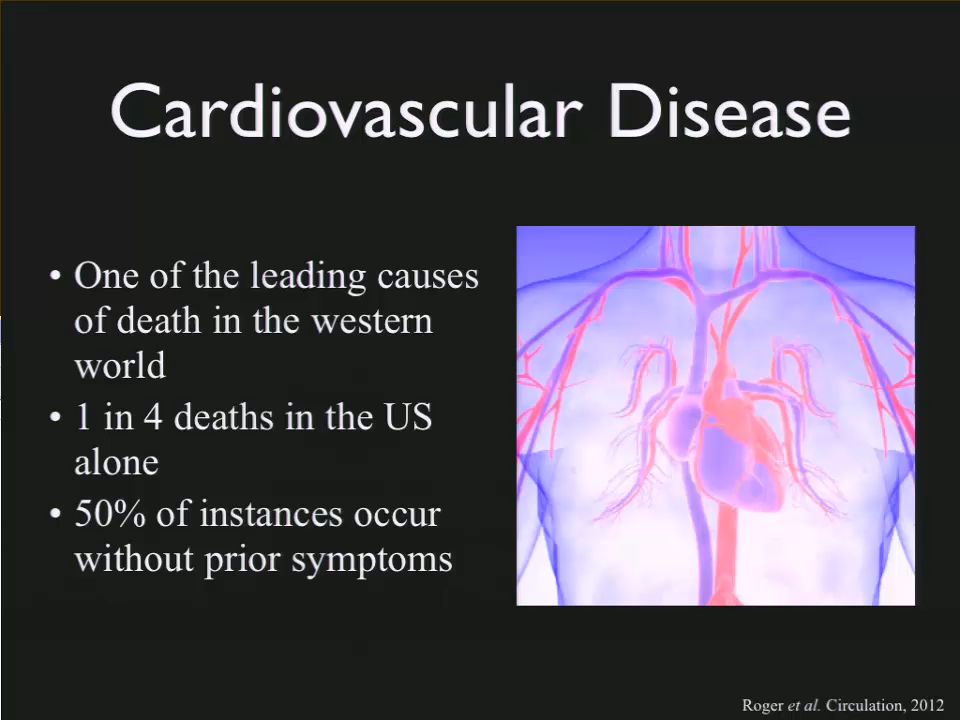 Cardiovascular Disease
• One of the leading causes
of death in the western
world
• 1 in 4 deaths in the US
alone
• 50% of instances occur
without prior symptoms
Roger et al. Circulation, 2012